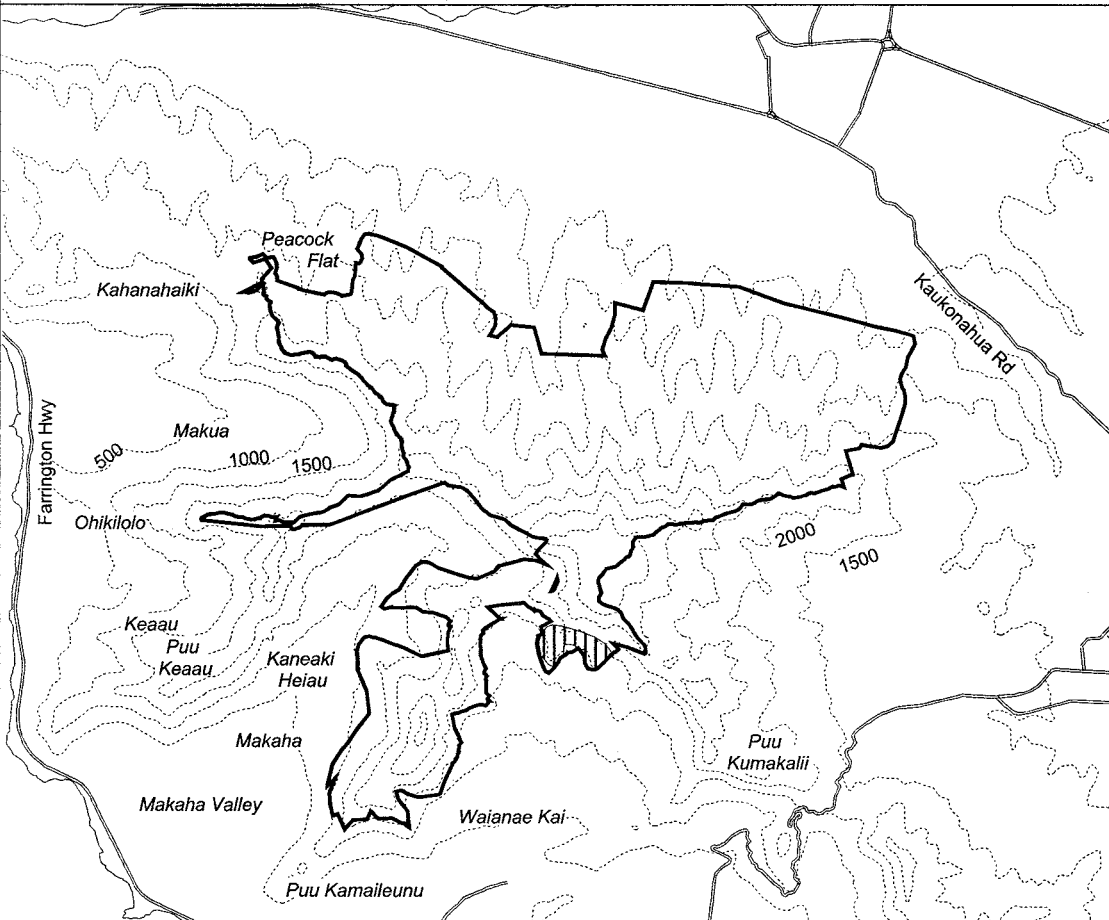 Peacock
Flat
Kahanahaiki
Kaukonahua Rd
Farrington Hwy
Makua
500
1000
1500
Ohikilolo
2000
1500
Keaau
Puu
Keaau
Kaneaki
Heiau
Makaha
Puu
Kumakalii
Makaha Valley
Waianae Kai
Puu Kamaileunu